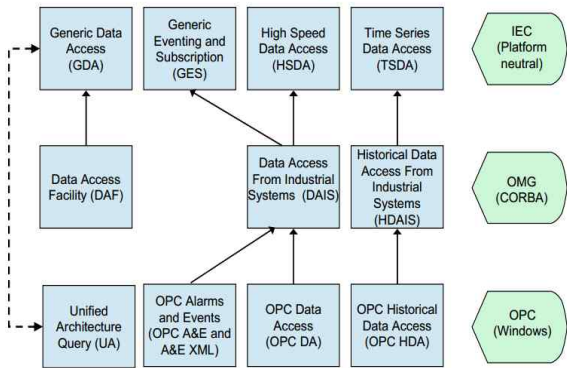 Generic Data
Access
(GDA)
Generic
Eventing and
Subscription
(GES)
High Speed
Data Access
(HSDA)
Time Series
Data Access
(TSDA)
IEC
(Platform
neutral)
Data Access
Facility (DAF)
Data Access
From Industrial
Systems (DAIS)
Historical Data
Access From
Industrial
Systems
(HDAIS)
OMG
(CORBA)
Unified
Architecture
Query (UA)
OPC Alarms
and Events
(OPC A&E and
A&E XML)
OPC Data
Access
(OPC DA)
OPC Historical
Data Access
(OPC HDA)
OPC
(Windows)